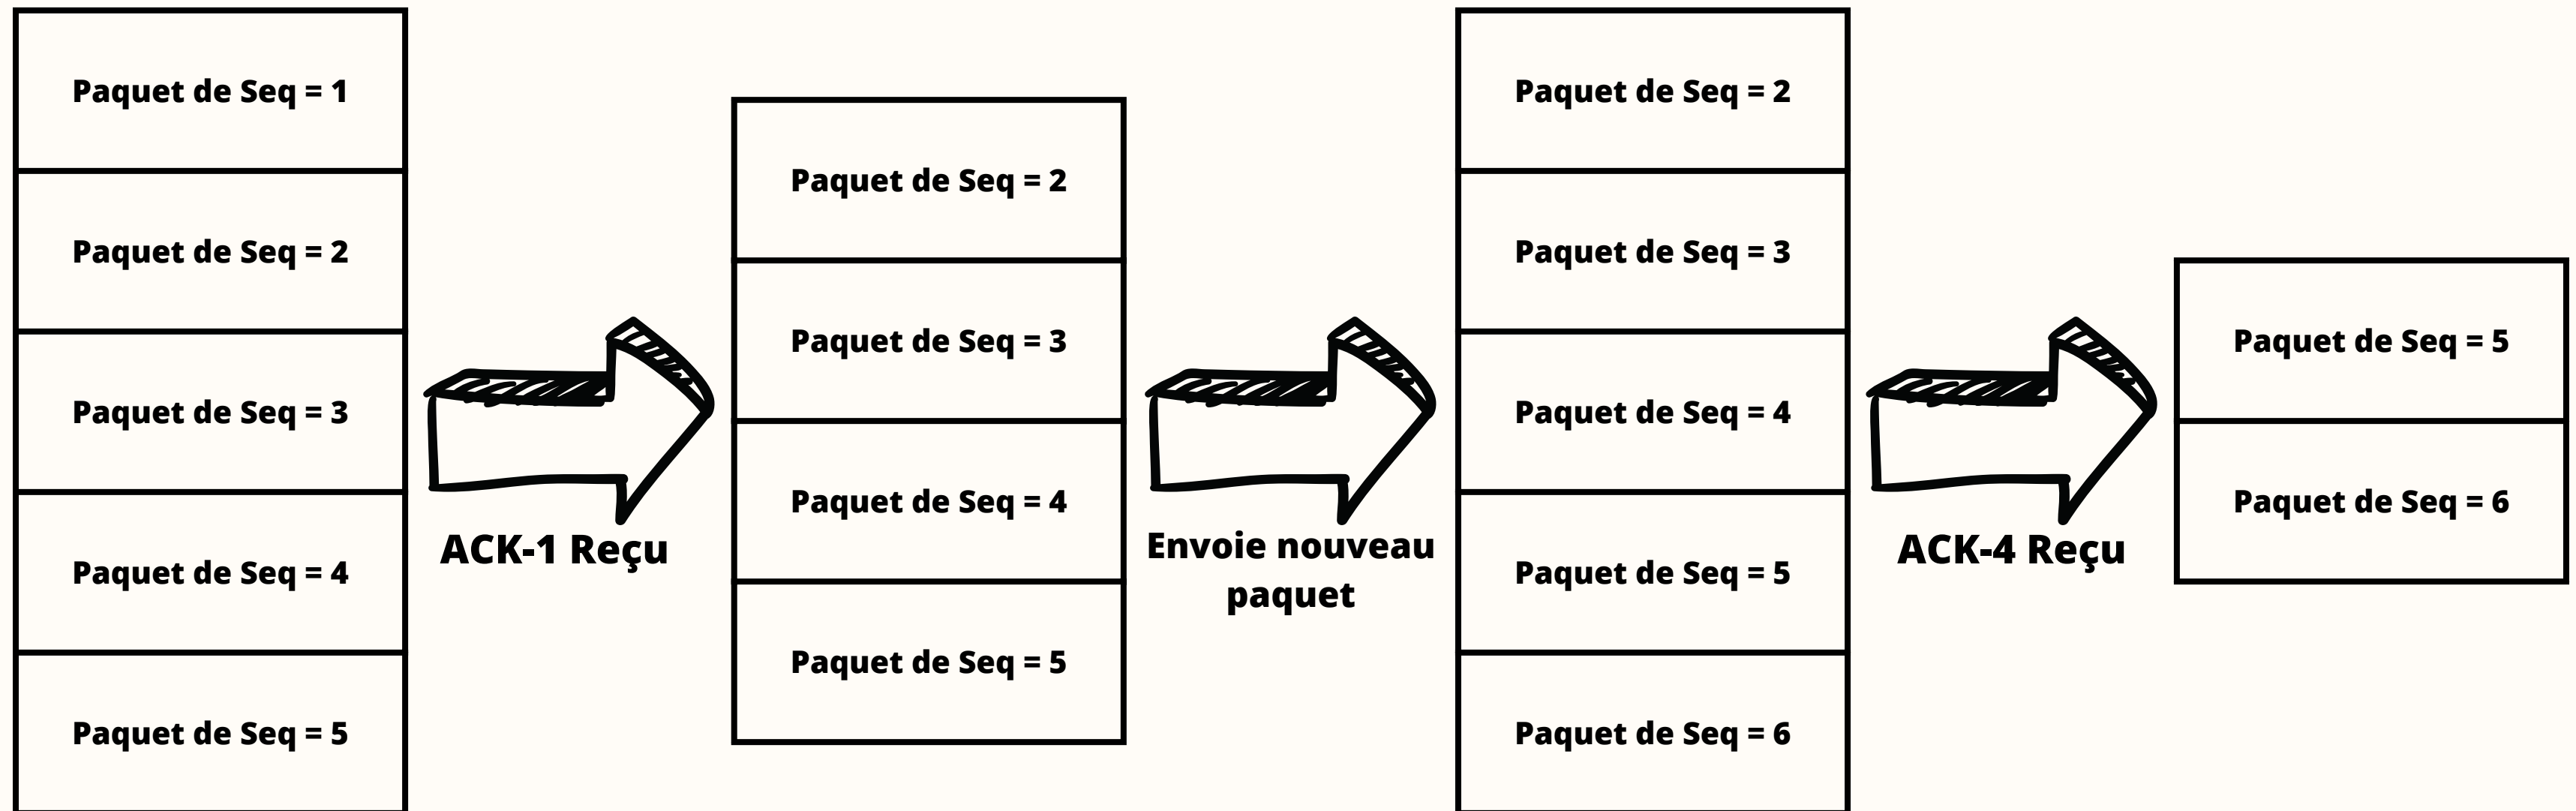 Paquet de Seq = 1
Paquet de Seq = 2
Paquet de Seq = 3
Paquet de Seq = 4
Paquet de Seq = 5
ACK-1 Reçu
Paquet de Seq = 2
Paquet de Seq = 3
Paquet de Seq = 4
Paquet de Seq = 5
Envoie nouveau
paquet
Paquet de Seq = 2
Paquet de Seq = 3
Paquet de Seq = 4
Paquet de Seq = 5
Paquet de Seq = 6
ACK-4 Reçu
Paquet de Seq = 5
Paquet de Seq = 6